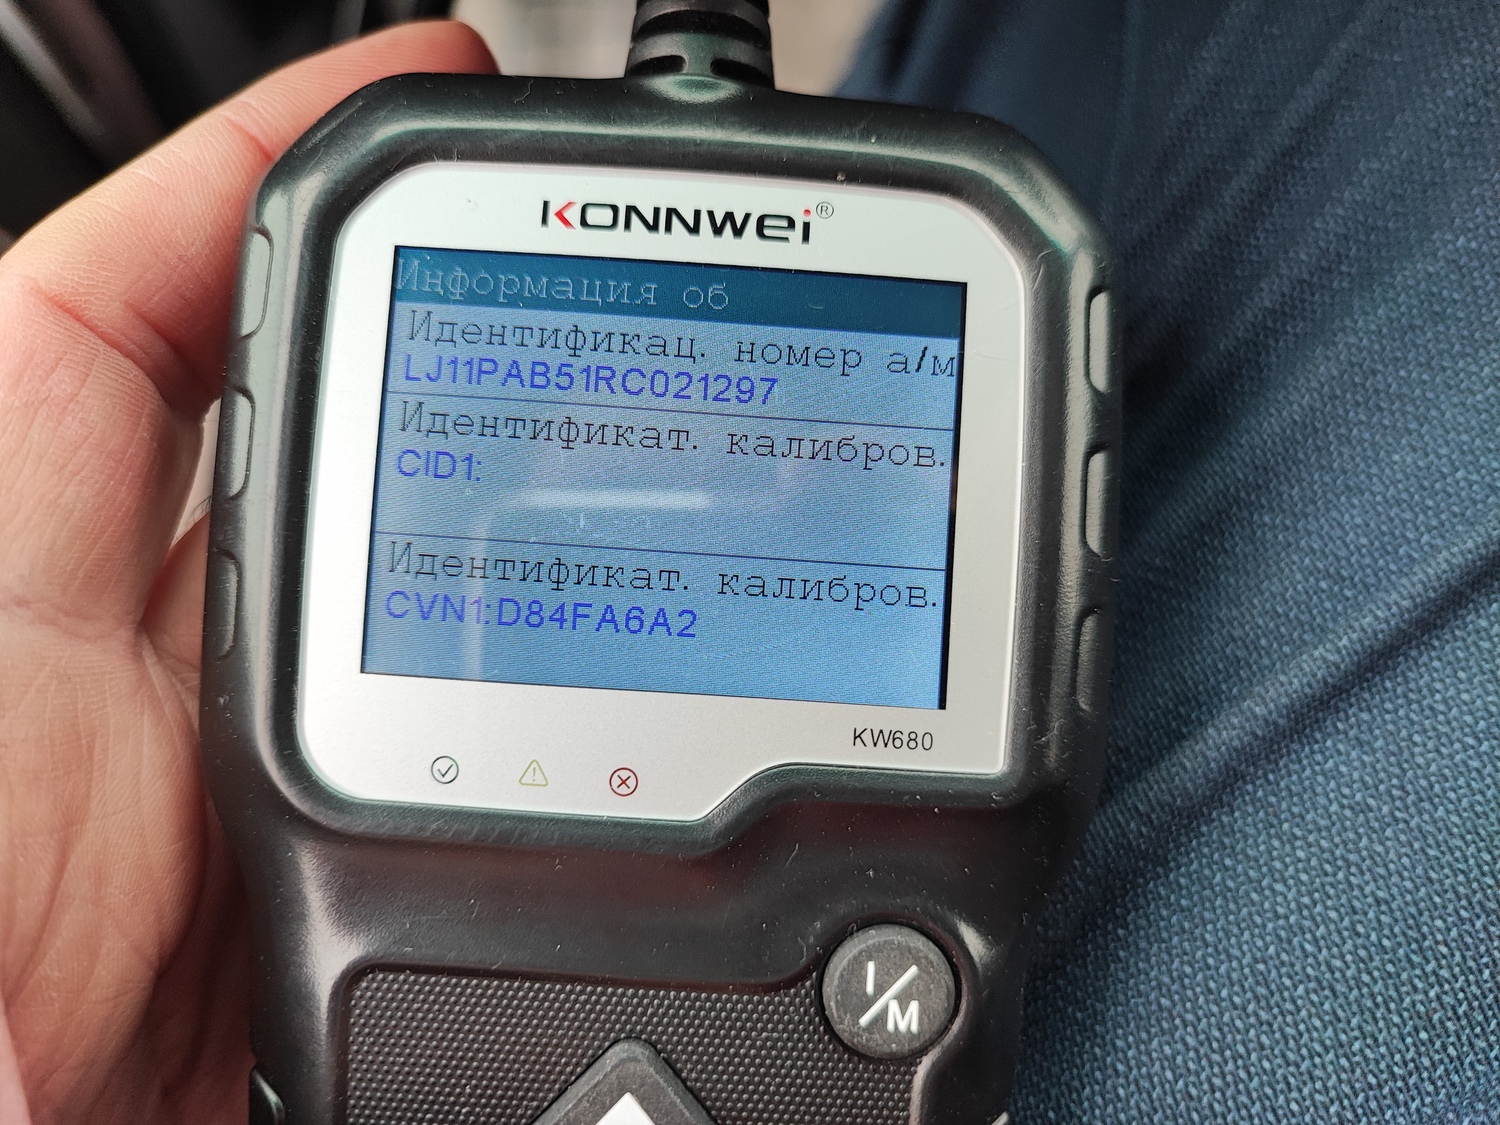 KONNWEI®
Информация об
Идентификац. номер а/м
LJ11PAB51RC021297
Идентификат. калибров.
CID1:
Идентификат. калибров.
CVN1:D84FA6A2
KW680
I/M